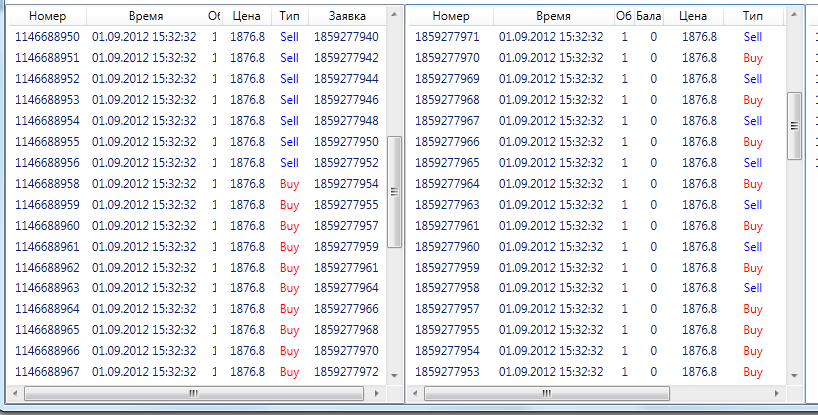 Номер Время Об Цена Тип Заявка
1146688950 01.09.2012 15:32:32 1 1876.8 Sell 1859277940
1146688951 01.09.2012 15:32:32 1 1876.8 Sell 1859277942
1146688952 01.09.2012 15:32:32 1 1876.8 Sell 1859277944
1146688953 01.09.2012 15:32:32 1 1876.8 Sell 1859277946
1146688954 01.09.2012 15:32:32 1 1876.8 Sell 1859277948
1146688955 01.09.2012 15:32:32 1 1876.8 Sell 1859277950
1146688956 01.09.2012 15:32:32 1 1876.8 Sell 1859277952
1146688958 01.09.2012 15:32:32 1 1876.8 Buy 1859277954
1146688959 01.09.2012 15:32:32 1 1876.8 Buy 1859277955
1146688960 01.09.2012 15:32:32 1 1876.8 Buy 1859277957
1146688961 01.09.2012 15:32:32 1 1876.8 Buy 1859277959
1146688962 01.09.2012 15:32:32 1 1876.8 Buy 1859277961
1146688963 01.09.2012 15:32:32 1 1876.8 Buy 1859277964
1146688964 01.09.2012 15:32:32 1 1876.8 Buy 1859277966
1146688965 01.09.2012 15:32:32 1 1876.8 Buy 1859277968
1146688966 01.09.2012 15:32:32 1 1876.8 Buy 1859277970
1146688967 01.09.2012 15:32:32 1 1876.8 Buy 1859277972
Номер Время Об Бала Цена Тип
1859277971 01.09.2012 15:32:32 1 0 1876.8 Sell
1859277970 01.09.2012 15:32:32 1 0 1876.8 Buy
1859277969 01.09.2012 15:32:32 1 0 1876.8 Sell
1859277968 01.09.2012 15:32:32 1 0 1876.8 Buy
1859277967 01.09.2012 15:32:32 1 0 1876.8 Sell
1859277966 01.09.2012 15:32:32 1 0 1876.8 Buy
1859277965 01.09.2012 15:32:32 1 0 1876.8 Sell
1859277964 01.09.2012 15:32:32 1 0 1876.8 Buy
1859277963 01.09.2012 15:32:32 1 0 1876.8 Sell
1859277961 01.09.2012 15:32:32 1 0 1876.8 Buy
1859277960 01.09.2012 15:32:32 1 0 1876.8 Sell
1859277959 01.09.2012 15:32:32 1 0 1876.8 Buy
1859277958 01.09.2012 15:32:32 1 0 1876.8 Sell
1859277957 01.09.2012 15:32:32 1 0 1876.8 Buy
1859277955 01.09.2012 15:32:32 1 0 1876.8 Buy
1859277954 01.09.2012 15:32:32 1 0 1876.8 Buy
1859277953 01.09.2012 15:32:32 1 0 1876.8 Buy